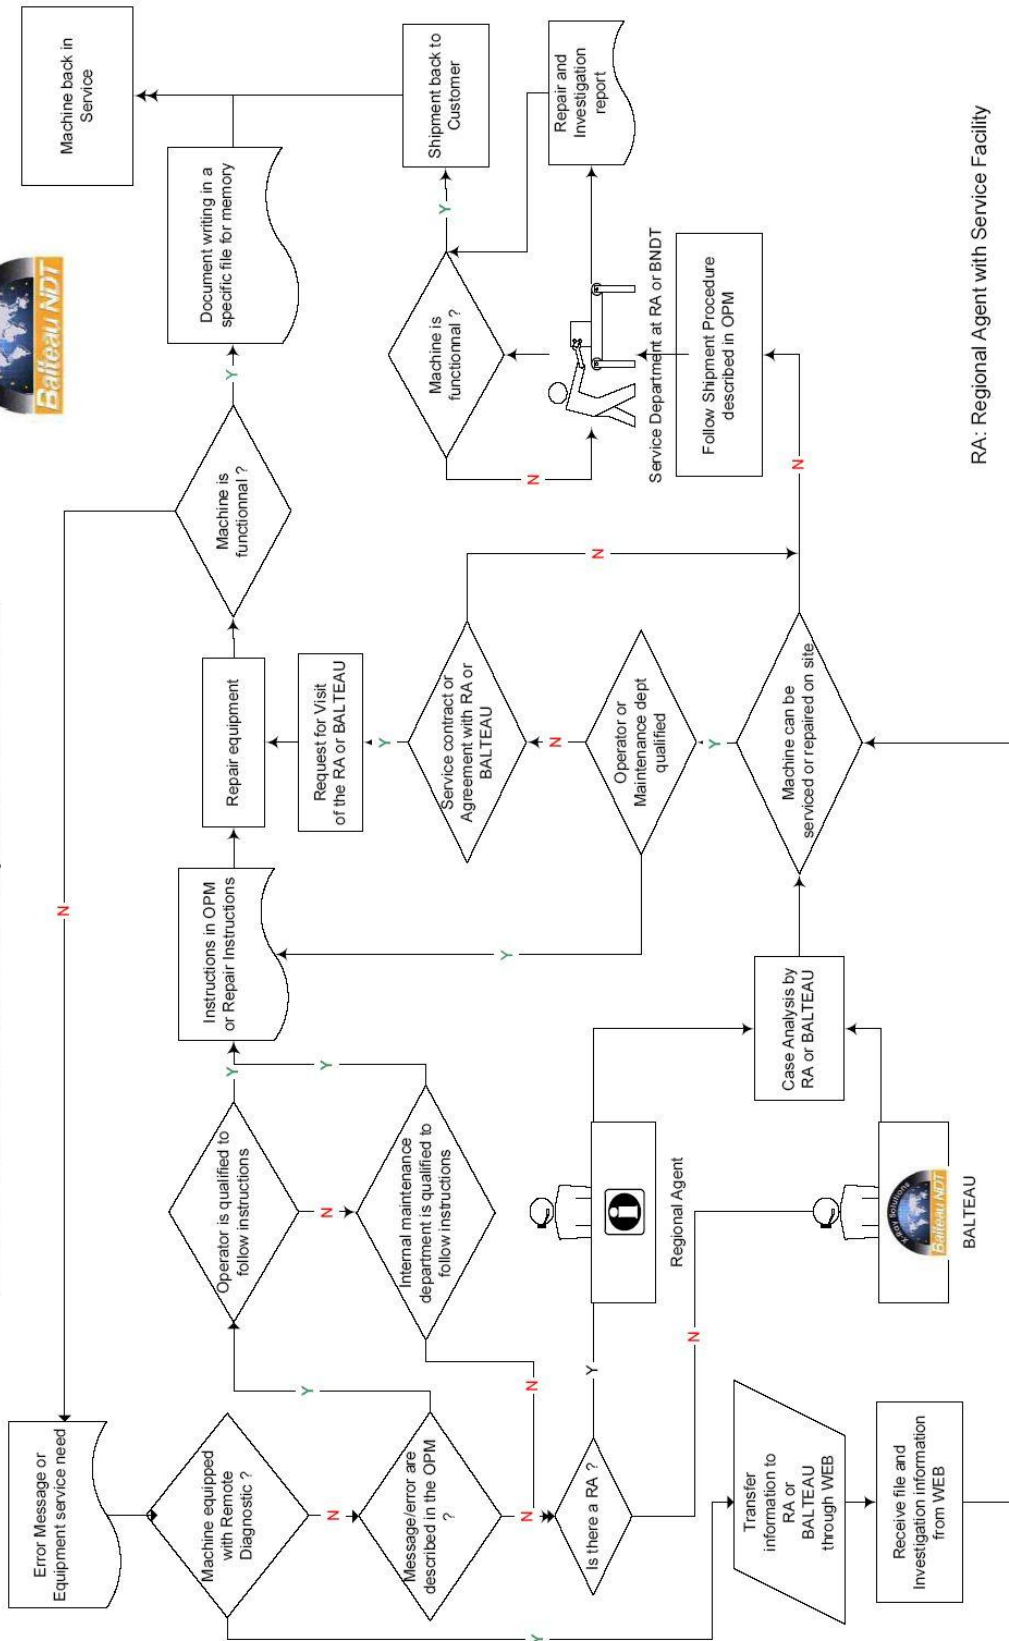 Balteau NDT
Error Message or
Equipment service need
N
Machine equipped
with Remote
Diagnostic ?
N
Y
Message/error are
described in the OPM
?
Y
N
Operator is qualified to
follow instructions
Y
N
Internal maintenance
department is qualified to
follow instructions
Y
N
Instructions in OPM
or Repair Instructions
Repair equipment
Machine is
functionnal ?
Y
Document writing in a
specific file for memory
Machine back in
Service
Request for Visit
of the RA or BALTEAU
Y
Service contract or
Agreement with RA or
BALTEAU
N
N
Operator or
Maintenance dept
qualified
Y
Y
Machine can be
serviced or repaired on site
N
Machine is
functionnal ?
Y
N
Shipment back to
Customer
Repair and
Investigation
report
Service Department at RA or BNDT
Follow Shipment Procedure
described in OPM
Is there a RA ?
Y
N
Regional Agent
Case Analysis by
RA or BALTEAU
X-Ray Solutions
Balteau NDT
BALTEAU
Transfer
information to
RA or
BALTEAU
through WEB
Receive file and
Investigation information
from WEB
RA: Regional Agent with Service Facility